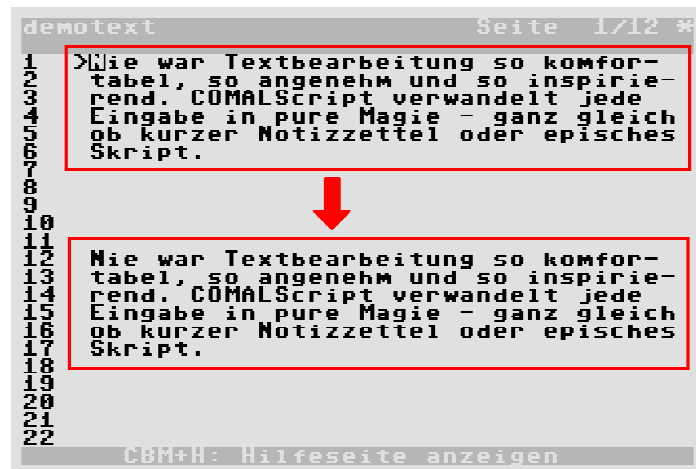 demotext Seite 1/12 *
1 >Nie war Textbearbeitung so komfor-
2 tabel, so angenehm und so inspirie-
3 rend. COMALScript verwandelt jede
4 Eingabe in pure Magie - ganz gleich
5 ob kurzer Notizzettel oder episches
6 Skript.
7
8
9
10
11
12 Nie war Textbearbeitung so komfor-
13 tabel, so angenehm und so inspirie-
14 rend. COMALScript verwandelt jede
15 Eingabe in pure Magie - ganz gleich
16 ob kurzer Notizzettel oder episches
17 Skript.
18
19
20
21
22
CBM+H: Hilfeseite anzeigen